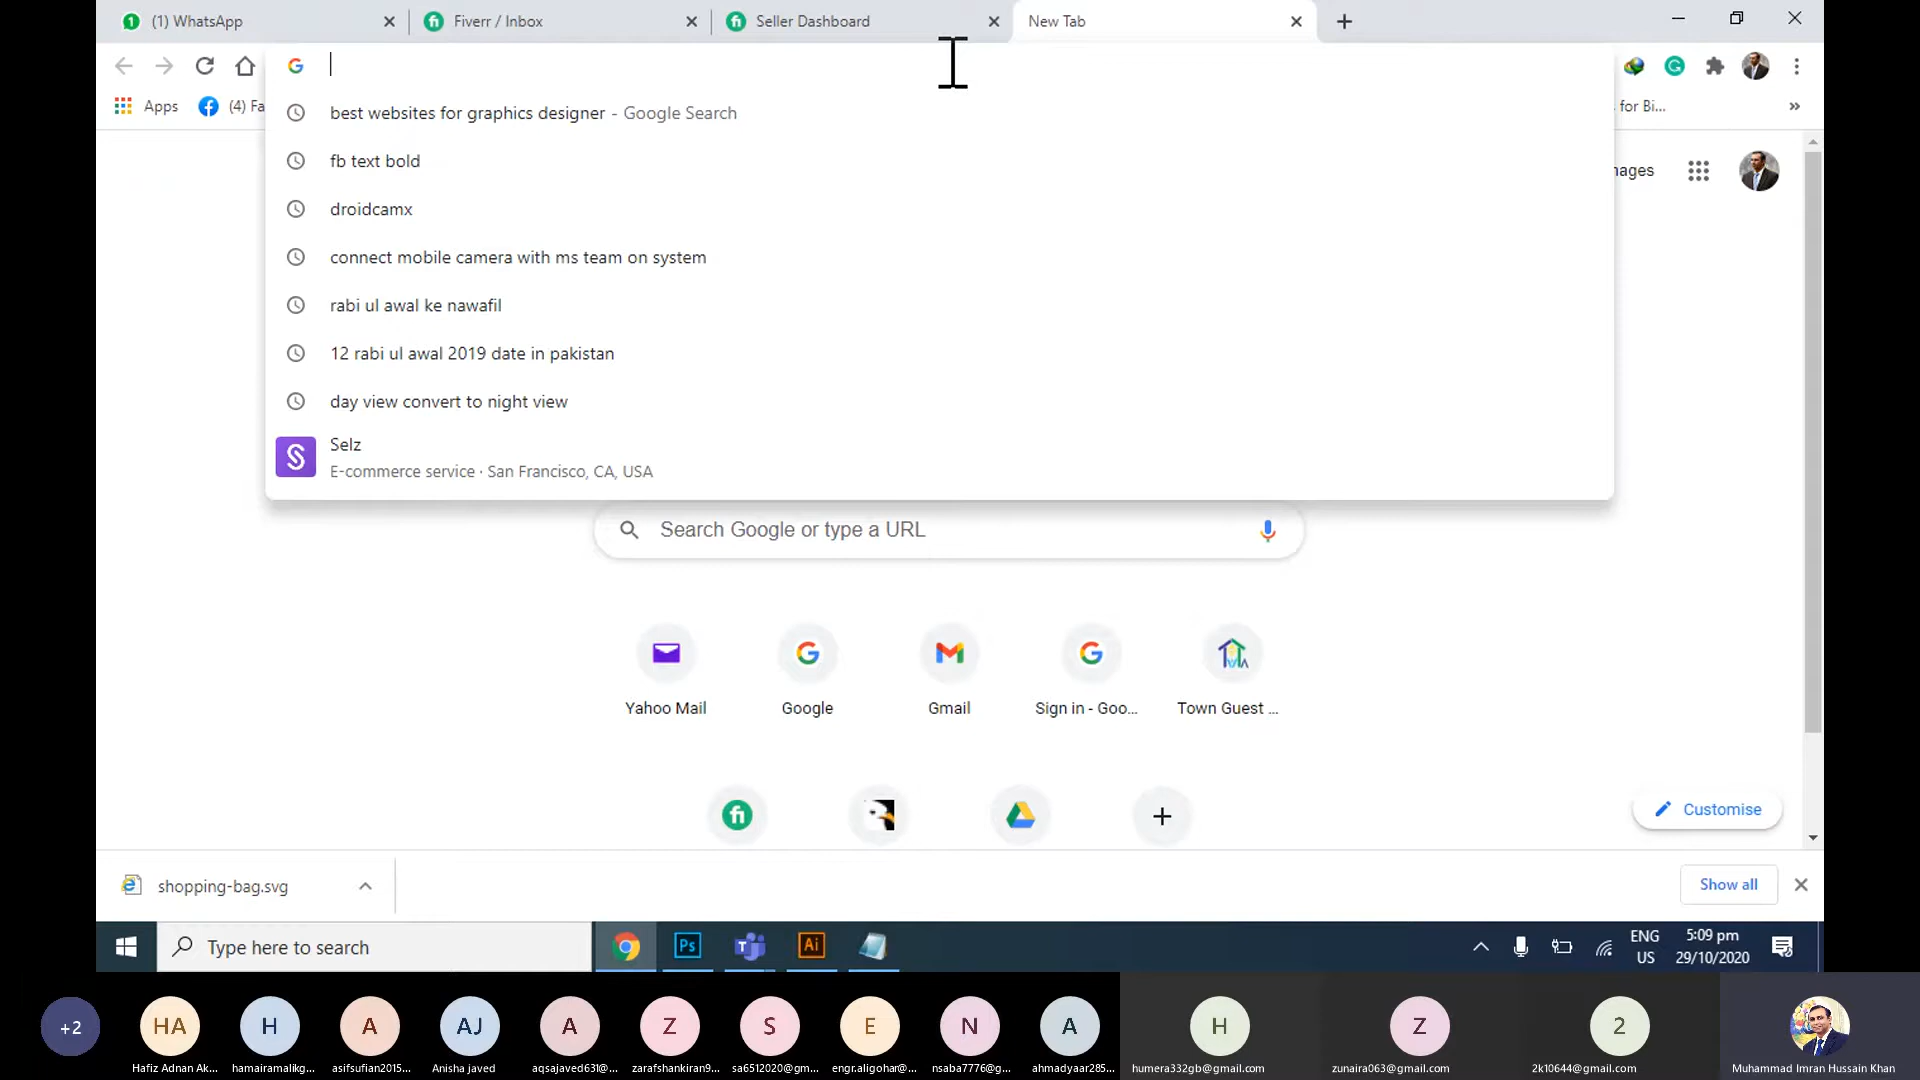 (1) WhatsApp
Fiverr / Inbox
Seller Dashboard
New Tab
Apps
(4) Fa
for Bi...
best websites for graphics designer - Google Search
fb text bold
droidcamx
connect mobile camera with ms team on system
rabi ul awal ke nawafil
12 rabi ul awal 2019 date in pakistan
day view convert to night view
Selz
E-commerce service · San Francisco, CA, USA
nages
Search Google or type a URL
Yahoo Mail
Google
Gmail
Sign in - Goo...
Town Guest ...
Customise
shopping-bag.svg
Show all
Type here to search
Ps
Ai
ENG
US
5:09 pm
29/10/2020
+2
HA
H
A
AJ
A
Z
S
E
N
A
H
Z
2
Hafiz Adnan Ak...
hamairamalikg...
asifsufian2015...
Anisha javed
aqsajaved631@...
zarafshankiran9...
sa6512020@gm...
engr.aligohar@...
nsaba7776@g...
ahmadyaar285...
humera332gb@gmail.com
zunaira063@gmail.com
2k10644@gmail.com
Muhammad Imran Hussain Khan